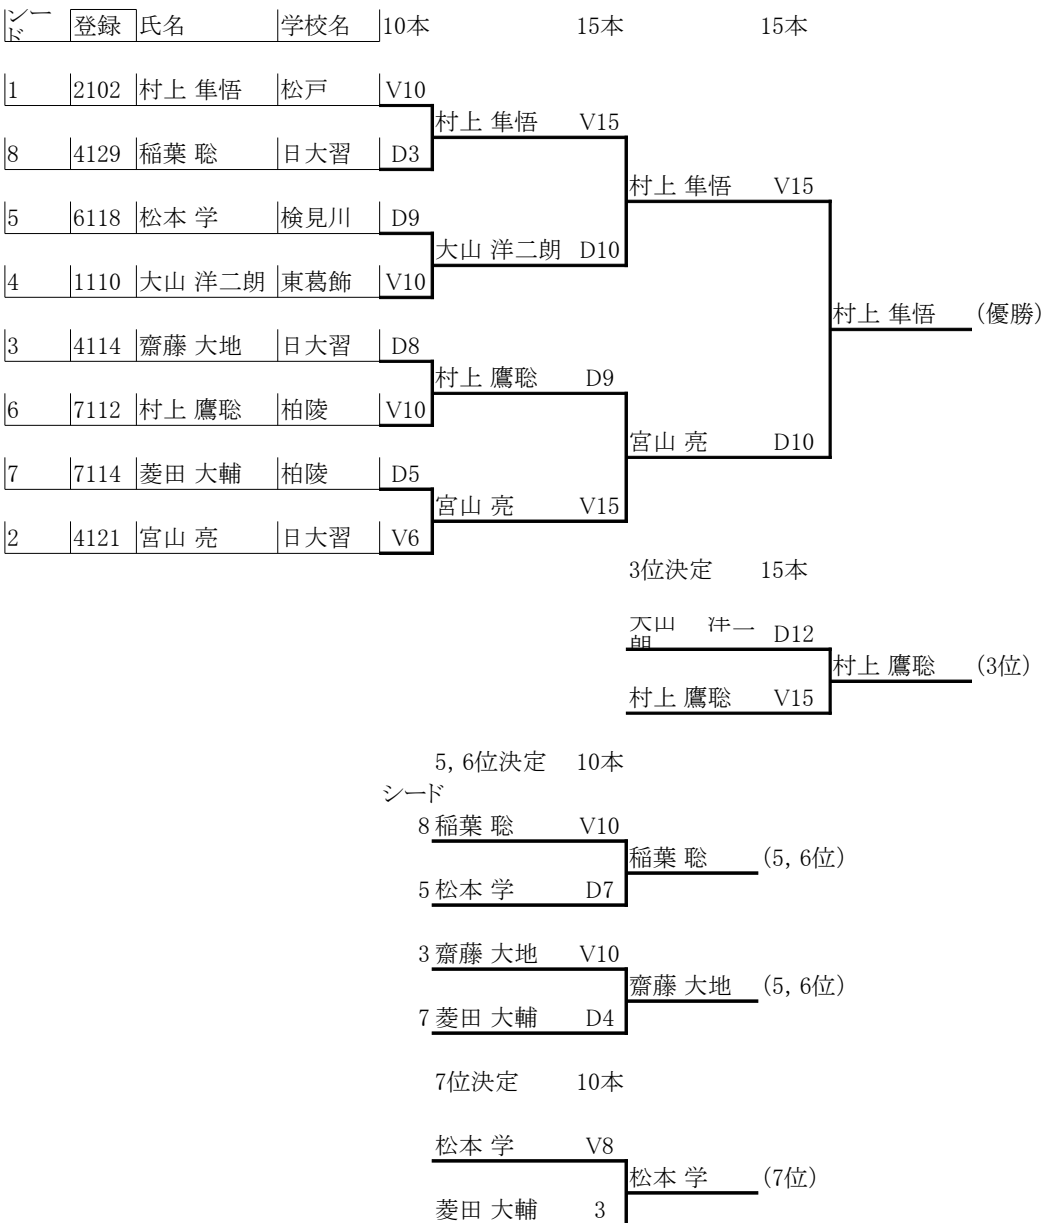 シード 登録 氏名 学校名 10本 15本 15本
1 2102 村上 隼悟 松戸 V10
村上 隼悟 V15
8 4129 稲葉 聡 日大習 D3
村上 隼悟 V15
5 6118 松本 学 検見川 D9
大山 洋二朗 D10
4 1110 大山 洋二朗 東葛飾 V10
村上 隼悟 (優勝)
3 4114 齋藤 大地 日大習 D8
村上 鷹聡 D9
6 7112 村上 鷹聡 柏陵 V10
宮山 亮 D10
7 7114 菱田 大輔 柏陵 D5
宮山 亮 V15
2 4121 宮山 亮 日大習 V6
3位決定 15本
大山 洋二朗 D12
村上 鷹聡 (3位)
村上 鷹聡 V15
5, 6位決定 10本
シード
8 稲葉 聡 V10
稲葉 聡 (5, 6位)
5 松本 学 D7
3 齋藤 大地 V10
齋藤 大地 (5, 6位)
7 菱田 大輔 D4
7位決定 10本
松本 学 V8
松本 学 (7位)
菱田 大輔 3